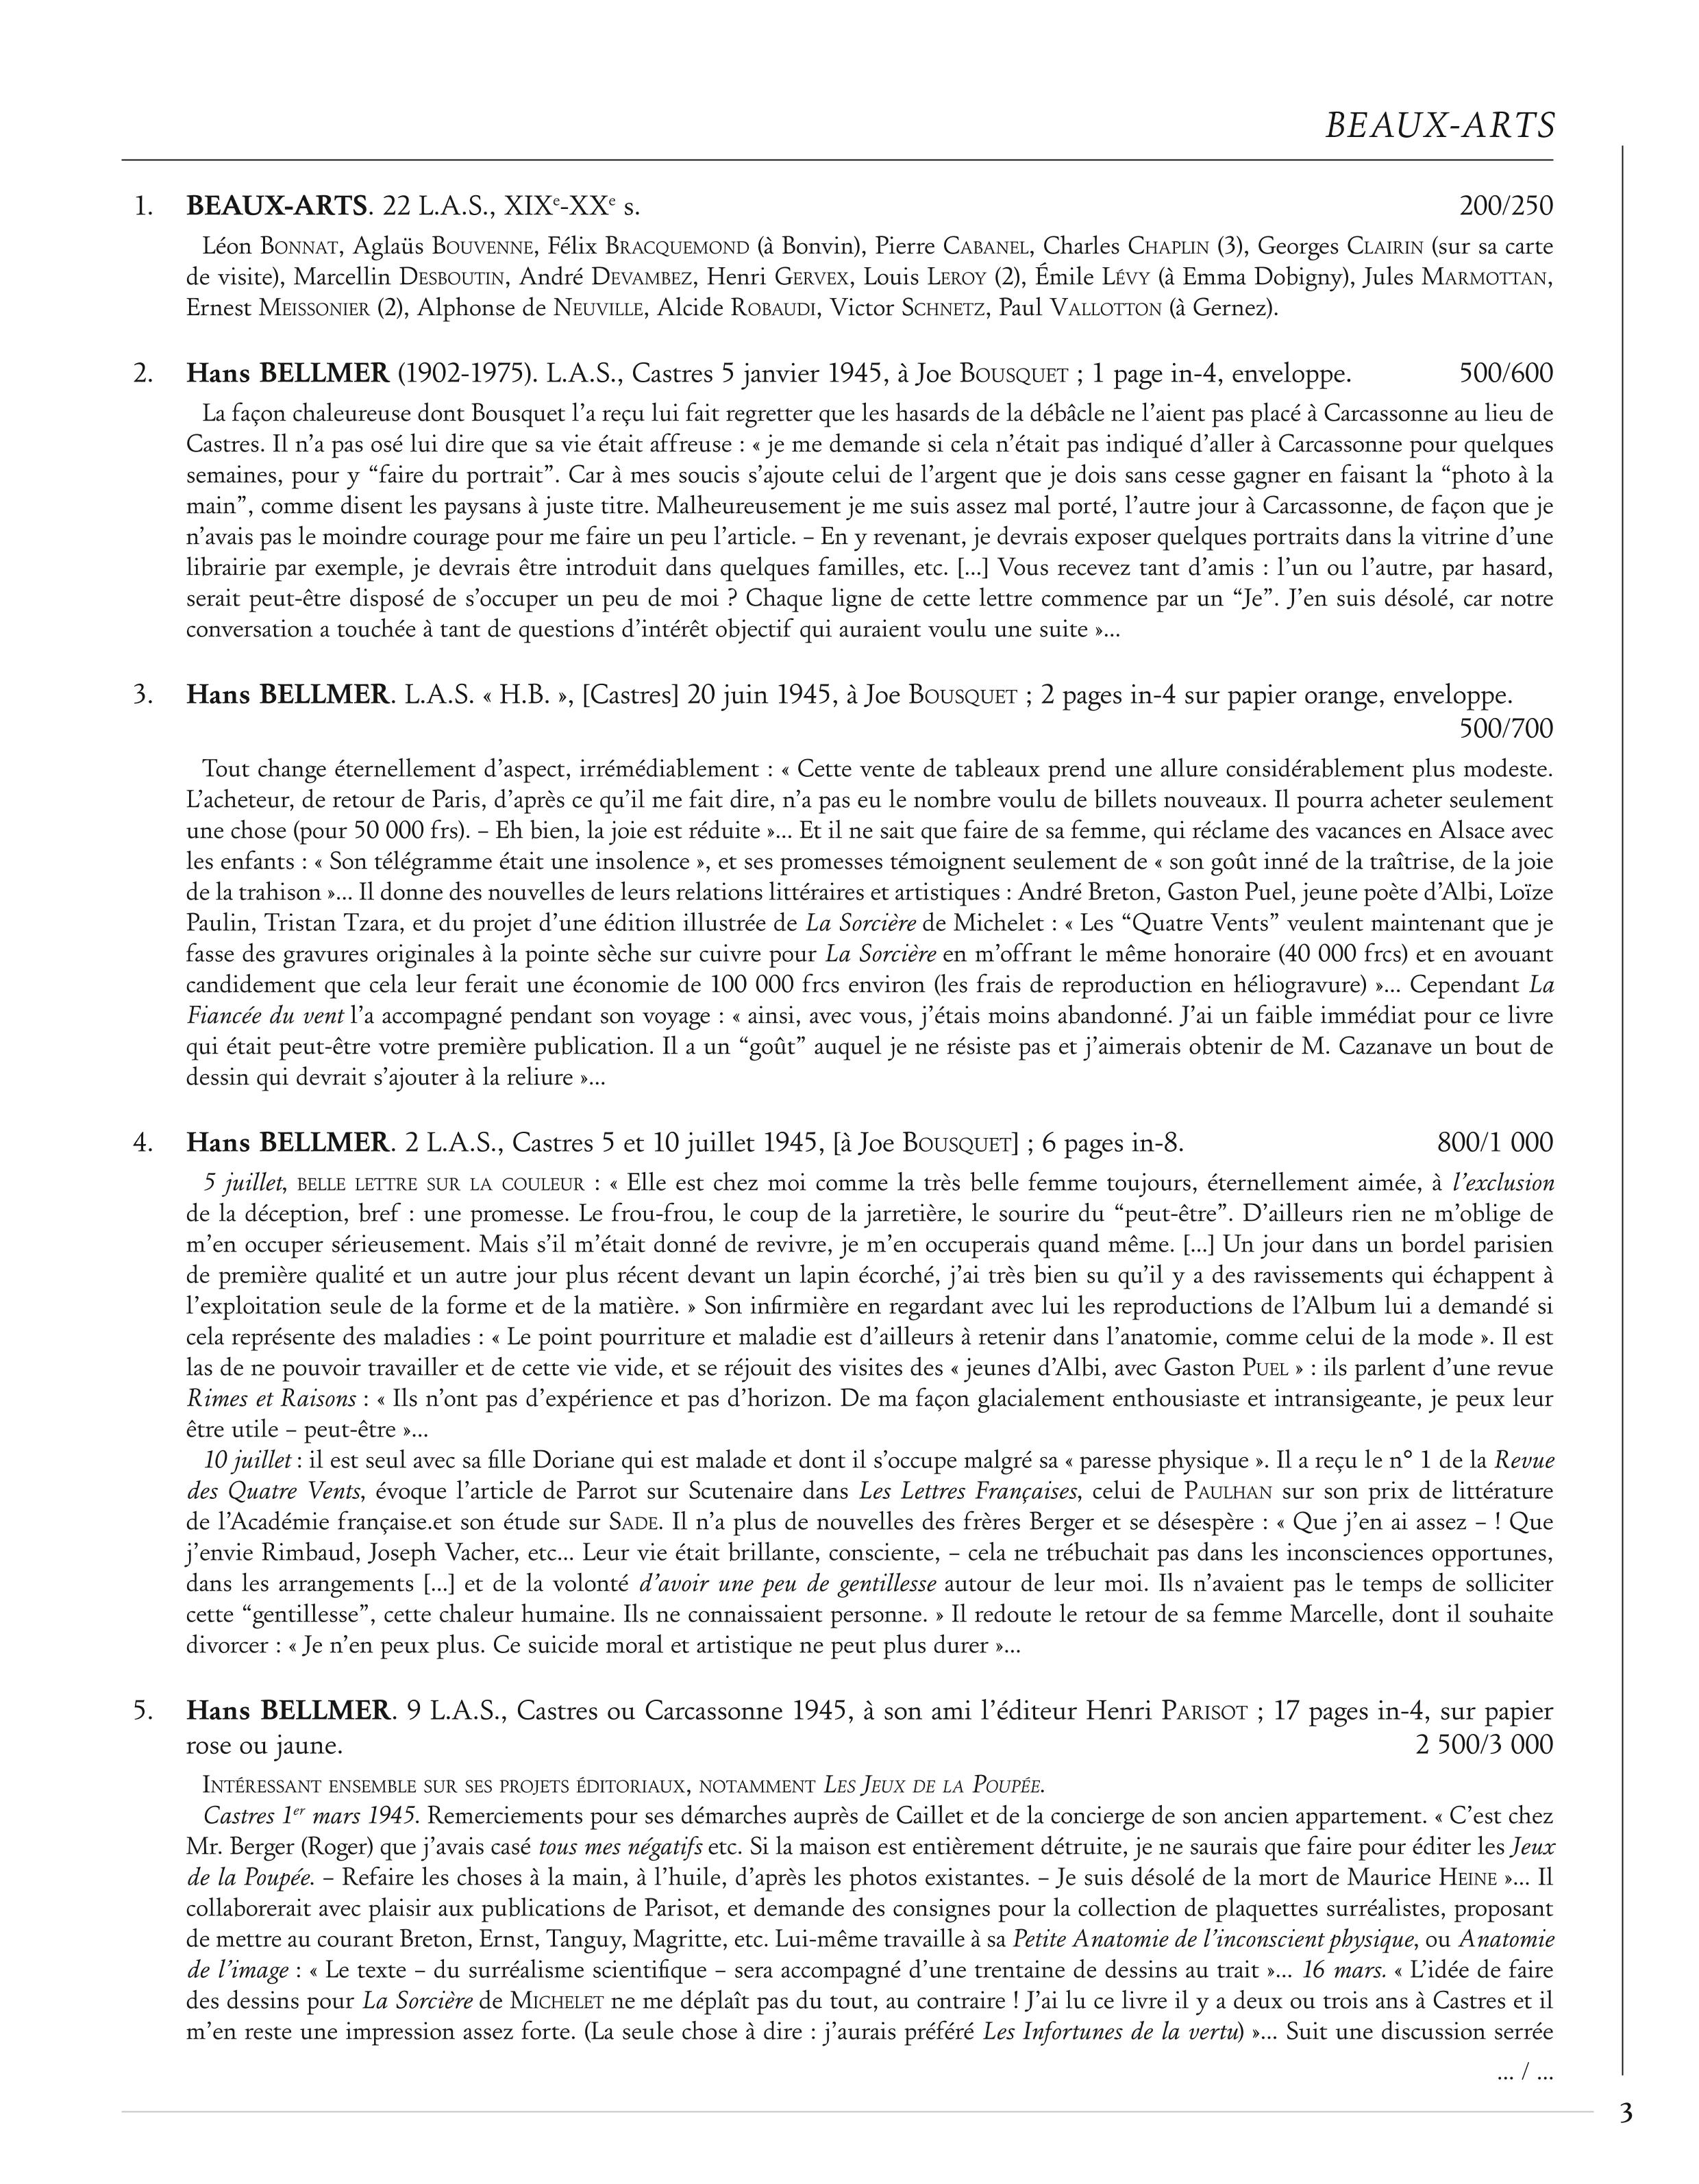 BEAUX-ARTS
1. BEAUX-ARTS. 22 L.A.S., XIXe-XXe s. 200/250
Léon Bonnat, Aglaüs Bouvenne, Félix Bracquemond (à Bonvin), Pierre Cabanel, Charles Chaplin (3), Georges Clairin (sur sa carte
de visite), Marcellin Desboutin, André Devambez, Henri Gervex, Louis Leroy (2), Émile Lévy (à Emma Dobigny), Jules Marmottan,
Ernest Meissonier (2), Alphonse de Neuville, Alcide Robaudi, Victor Schnetz, Paul Vallotton (à Gernez).
2. Hans BELLMER (1902-1975). L.A.S., Castres 5 janvier 1945, à Joe Bousquet ; 1 page in-4, enveloppe. 500/600
La façon chaleureuse dont Bousquet l’a reçu lui fait regretter que les hasards de la débâcle ne l’aient pas placé à Carcassonne au lieu de
Castres. Il n’a pas osé lui dire que sa vie était affreuse : « je me demande si cela n’était pas indiqué d’aller à Carcassonne pour quelques
semaines, pour y “faire du portrait”. Car à mes soucis s’ajoute celui de l’argent que je dois sans cesse gagner en faisant la “photo à la
main”, comme disent les paysans à juste titre. Malheureusement je me suis assez mal porté, l’autre jour à Carcassonne, de façon que je
n’avais pas le moindre courage pour me faire un peu l’article. – En y revenant, je devrais exposer quelques portraits dans la vitrine d’une
librairie par exemple, je devrais être introduit dans quelques familles, etc. [...] Vous recevez tant d’amis : l’un ou l’autre, par hasard,
serait peut-être disposé de s’occuper un peu de moi ? Chaque ligne de cette lettre commence par un “Je”. J’en suis désolé, car notre
conversation a touchée à tant de questions d’intérêt objectif qui auraient voulu une suite »...
3. Hans BELLMER. L.A.S. « H.B. », [Castres] 20 juin 1945, à Joe Bousquet ; 2 pages in-4 sur papier orange, enveloppe.
500/700
Tout change éternellement d’aspect, irrémédiablement : « Cette vente de tableaux prend une allure considérablement plus modeste.
L’acheteur, de retour de Paris, d’après ce qu’il me fait dire, n’a pas eu le nombre voulu de billets nouveaux. Il pourra acheter seulement
une chose (pour 50 000 frs). – Eh bien, la joie est réduite »... Et il ne sait que faire de sa femme, qui réclame des vacances en Alsace avec
les enfants : « Son télégramme était une insolence », et ses promesses témoignent seulement de « son goût inné de la traîtrise, de la joie
de la trahison »... Il donne des nouvelles de leurs relations littéraires et artistiques : André Breton, Gaston Puel, jeune poète d’Albi, Loïze
Paulin, Tristan Tzara, et du projet d’une édition illustrée de La Sorcière de Michelet : « Les “Quatre Vents” veulent maintenant que je
fasse des gravures originales à la pointe sèche sur cuivre pour La Sorcière en m’offrant le même honoraire (40 000 frcs) et en avouant
candidement que cela leur ferait une économie de 100 000 frcs environ (les frais de reproduction en héliogravure) »... Cependant La
Fiancée du vent l’a accompagné pendant son voyage : « ainsi, avec vous, j’étais moins abandonné. J’ai un faible immédiat pour ce livre
qui était peut-être votre première publication. Il a un “goût” auquel je ne résiste pas et j’aimerais obtenir de M. Cazanave un bout de
dessin qui devrait s’ajouter à la reliure »...
4. Hans BELLMER. 2 L.A.S., Castres 5 et 10 juillet 1945, [à Joe Bousquet] ; 6 pages in-8. 800/1 000
5 juillet, belle lettre sur la couleur : « Elle est chez moi comme la très belle femme toujours, éternellement aimée, à l’exclusion
de la déception, bref : une promesse. Le frou-frou, le coup de la jarretière, le sourire du “peut-être”. D’ailleurs rien ne m’oblige de
m’en occuper sérieusement. Mais s’il m’était donné de revivre, je m’en occuperais quand même. [...] Un jour dans un bordel parisien
de première qualité et un autre jour plus récent devant un lapin écorché, j’ai très bien su qu’il y a des ravissements qui échappent à
l’exploitation seule de la forme et de la matière. » Son infirmière en regardant avec lui les reproductions de l’Album lui a demandé si
cela représente des maladies : « Le point pourriture et maladie est d’ailleurs à retenir dans l’anatomie, comme celui de la mode ». Il est
las de ne pouvoir travailler et de cette vie vide, et se réjouit des visites des « jeunes d’Albi, avec Gaston Puel » : ils parlent d’une revue
Rimes et Raisons : « Ils n’ont pas d’expérience et pas d’horizon. De ma façon glacialement enthousiaste et intransigeante, je peux leur
être utile – peut-être »...
10 juillet : il est seul avec sa fille Doriane qui est malade et dont il s’occupe malgré sa « paresse physique ». Il a reçu le n° 1 de la Revue
des Quatre Vents, évoque l’article de Parrot sur Scutenaire dans Les Lettres Françaises, celui de Paulhan sur son prix de littérature
de l’Académie française.et son étude sur Sade. Il n’a plus de nouvelles des frères Berger et se désespère : « Que j’en ai assez – ! Que
j’envie Rimbaud, Joseph Vacher, etc... Leur vie était brillante, consciente, – cela ne trébuchait pas dans les inconsciences opportunes,
dans les arrangements [...] et de la volonté d’avoir une peu de gentillesse autour de leur moi. Ils n’avaient pas le temps de solliciter
cette “gentillesse”, cette chaleur humaine. Ils ne connaissaient personne. » Il redoute le retour de sa femme Marcelle, dont il souhaite
divorcer : « Je n’en peux plus. Ce suicide moral et artistique ne peut plus durer »...
5. Hans BELLMER. 9 L.A.S., Castres ou Carcassonne 1945, à son ami l’éditeur Henri Parisot ; 17 pages in-4, sur papier
rose ou jaune. 2 500/3 000
Intéressant ensemble sur ses projets éditoriaux, notamment Les Jeux de la Poupée.
Castres 1er mars 1945. Remerciements pour ses démarches auprès de Caillet et de la concierge de son ancien appartement. « C’est chez
Mr. Berger (Roger) que j’avais casé tous mes négatifs etc. Si la maison est entièrement détruite, je ne saurais que faire pour éditer les Jeux
de la Poupée. – Refaire les choses à la main, à l’huile, d’après les photos existantes. – Je suis désolé de la mort de Maurice Heine »... Il
collaborerait avec plaisir aux publications de Parisot, et demande des consignes pour la collection de plaquettes surréalistes, proposant
de mettre au courant Breton, Ernst, Tanguy, Magritte, etc. Lui-même travaille à sa Petite Anatomie de l’inconscient physique, ou Anatomie
de l’image : « Le texte – du surréalisme scientifique – sera accompagné d’une trentaine de dessins au trait »... 16 mars. « L’idée de faire
des dessins pour La Sorcière de Michelet ne me déplaît pas du tout, au contraire ! J’ai lu ce livre il y a deux ou trois ans à Castres et il
m’en reste une impression assez forte. (La seule chose à dire : j’aurais préféré Les Infortunes de la vertu) »... Suit une discussion serrée
... / ...
3